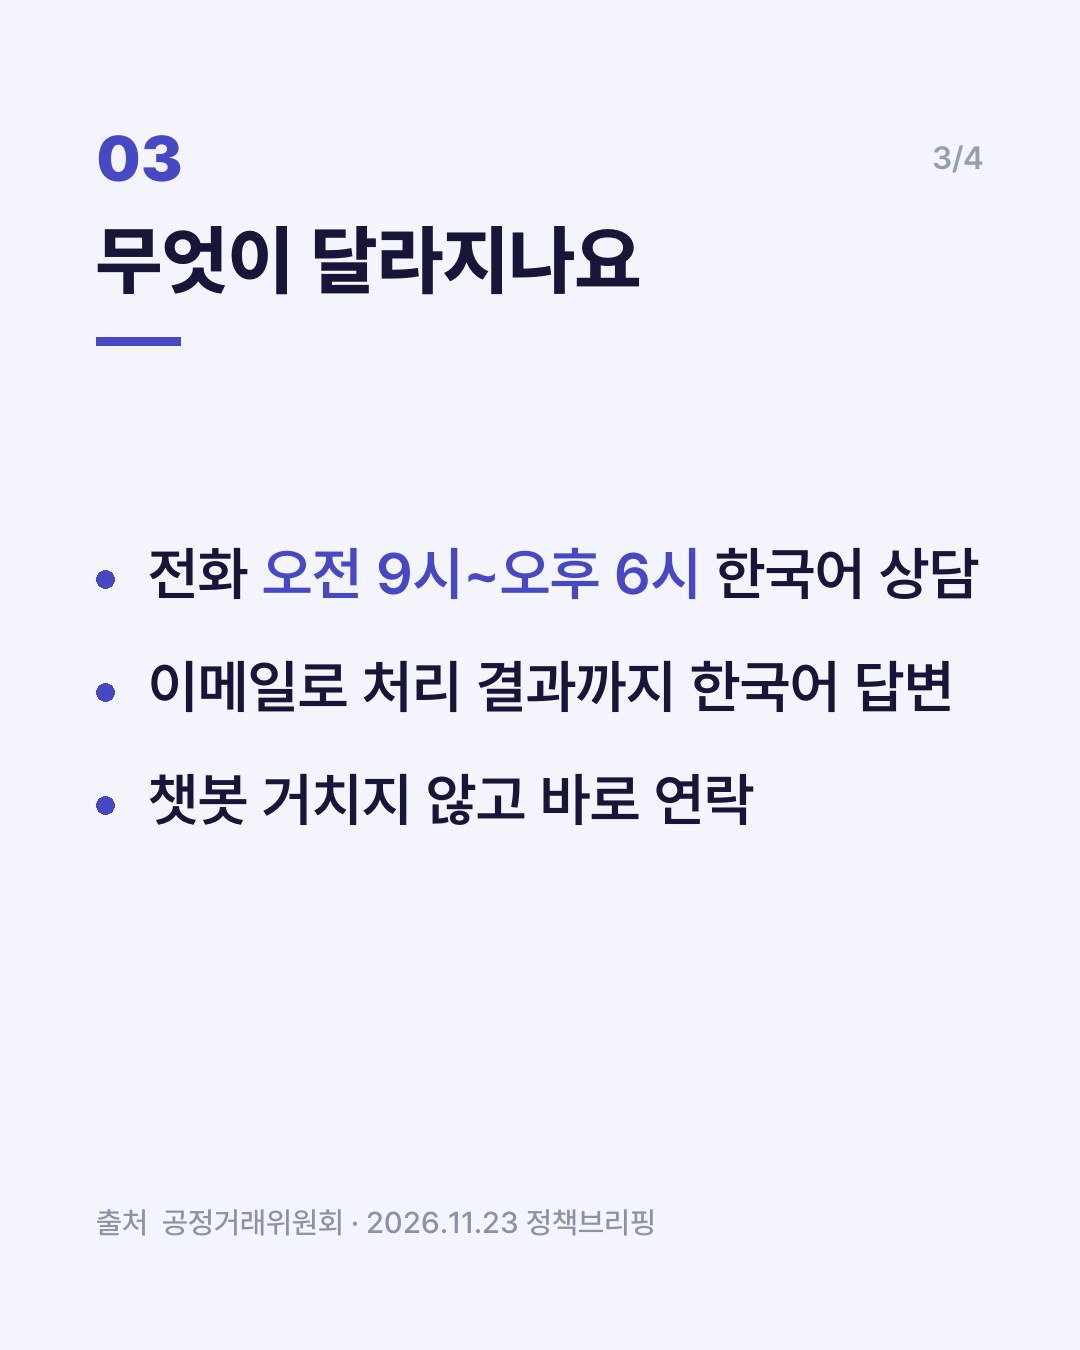 03
3/4
무엇이 달라지나요
전화 오전 9시~오후 6시 한국어 상담
이메일로 처리 결과까지 한국어 답변
챗봇 거치지 않고 바로 연락
출처 공정거래위원회 · 2026.11.23 정책브리핑